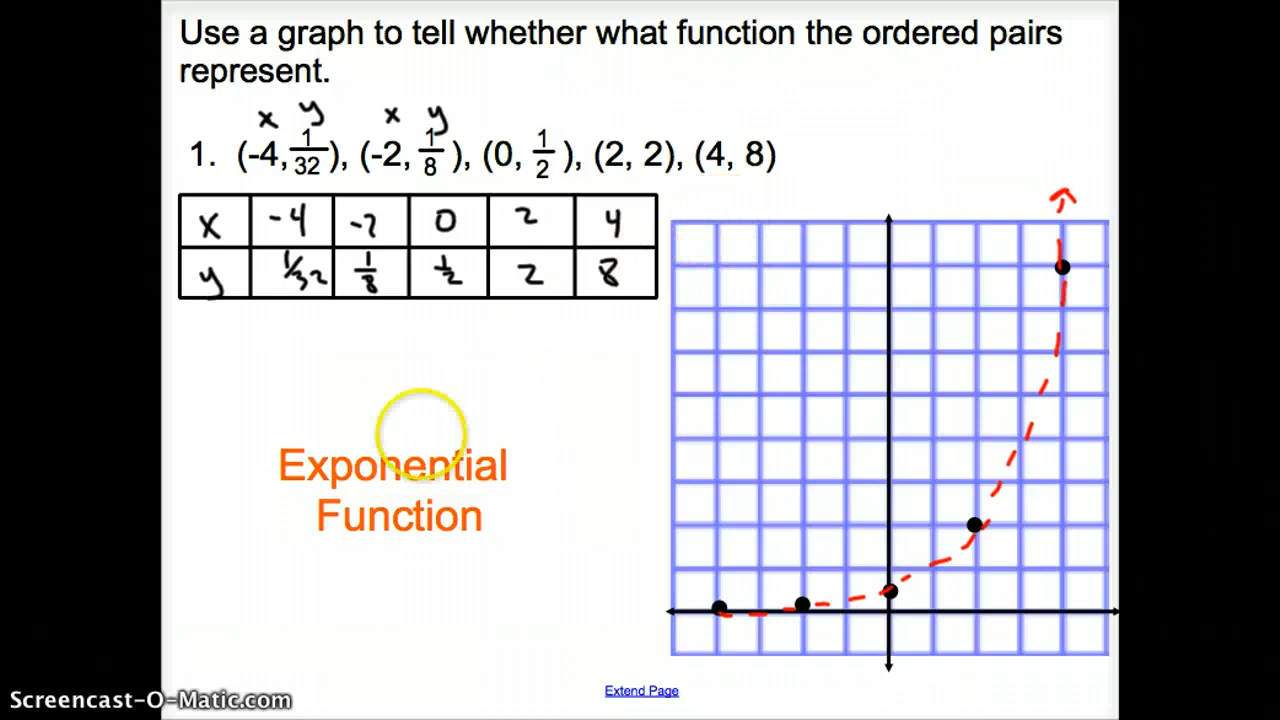 Use a graph to tell whether what function the ordered pairs
represent.
x y x y
1. (-4, 1/32), (-2, 1/8), (0, 1/2), (2, 2), (4, 8)
x -4 -2 0 2 4
y 1/32 1/8 1/2 2 8
Exponential
Function
Extend Page
Screencast-O-Matic.com